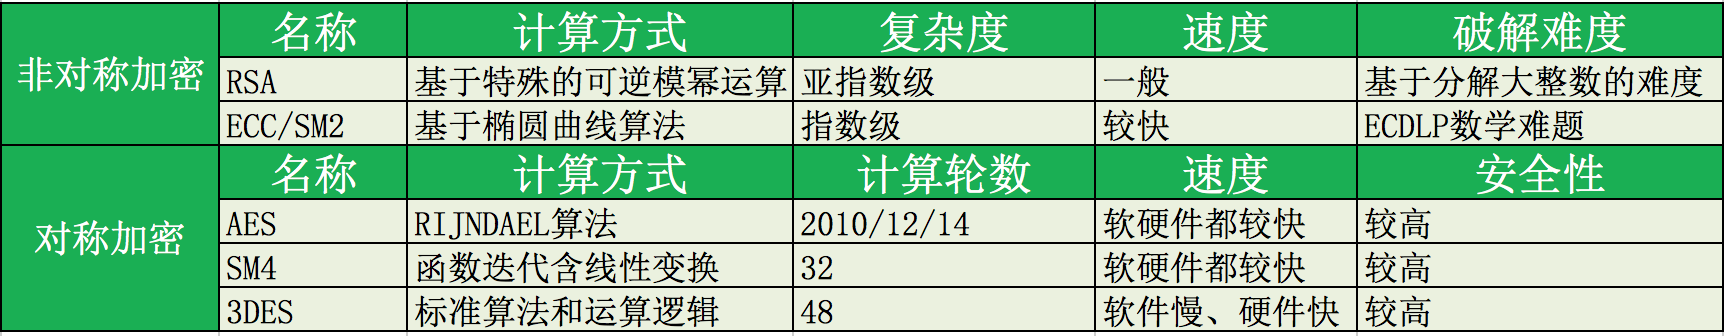 非对称加密
名称 计算方式 复杂度 速度 破解难度
RSA 基于特殊的可逆模幂运算 亚指数级 一般 基于分解大整数的难度
ECC/SM2 基于椭圆曲线算法 指数级 较快 ECDLP数学难题
对称加密
名称 计算方式 计算轮数 速度 安全性
AES RIJNDAEL算法 2010/12/14 软硬件都较快 较高
SM4 函数迭代含线性变换 32 软硬件都较快 较高
3DES 标准算法和运算逻辑 48 软件慢、硬件快 较高